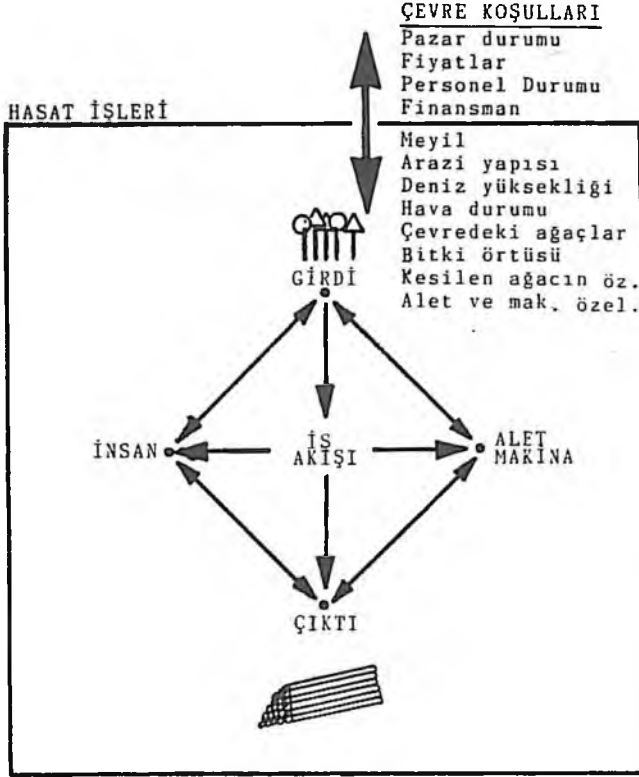 ÇEVRE KOŞULLARI
Pazar durumu
Fiyatlar
Personel Durumu
Finansman
HASAT İŞLERİ
Meyil
Arazi yapısı
Deniz yüksekliği
Hava durumu
Çevredeki ağaçlar
Bitki örtüsü
Kesilen ağacın öz.
Alet ve mak. özel.
GİRDİ
İNSAN
İŞ
AKIŞI
ALET
MAKİNA
ÇIKTI